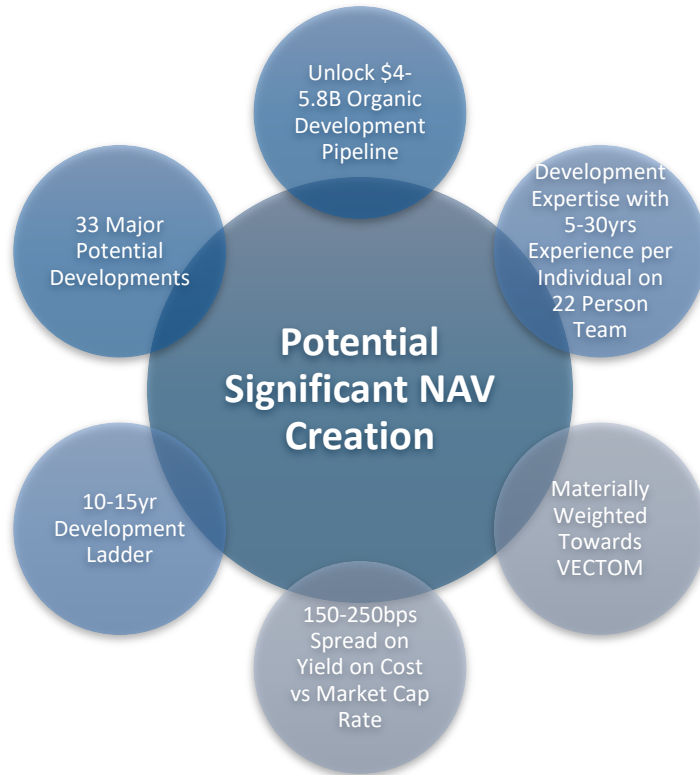 Unlock $4-
5.8B Organic
Development
Pipeline
Development
Expertise with
5-30yrs
Experience per
Individual on
22 Person
Team
Materially
Weighted
Towards
VECTOM
150-250bps
Spread on
Yield on Cost
vs Market Cap
Rate
10-15yr
Development
Ladder
33 Major
Potential
Developments
Potential
Significant NAV
Creation